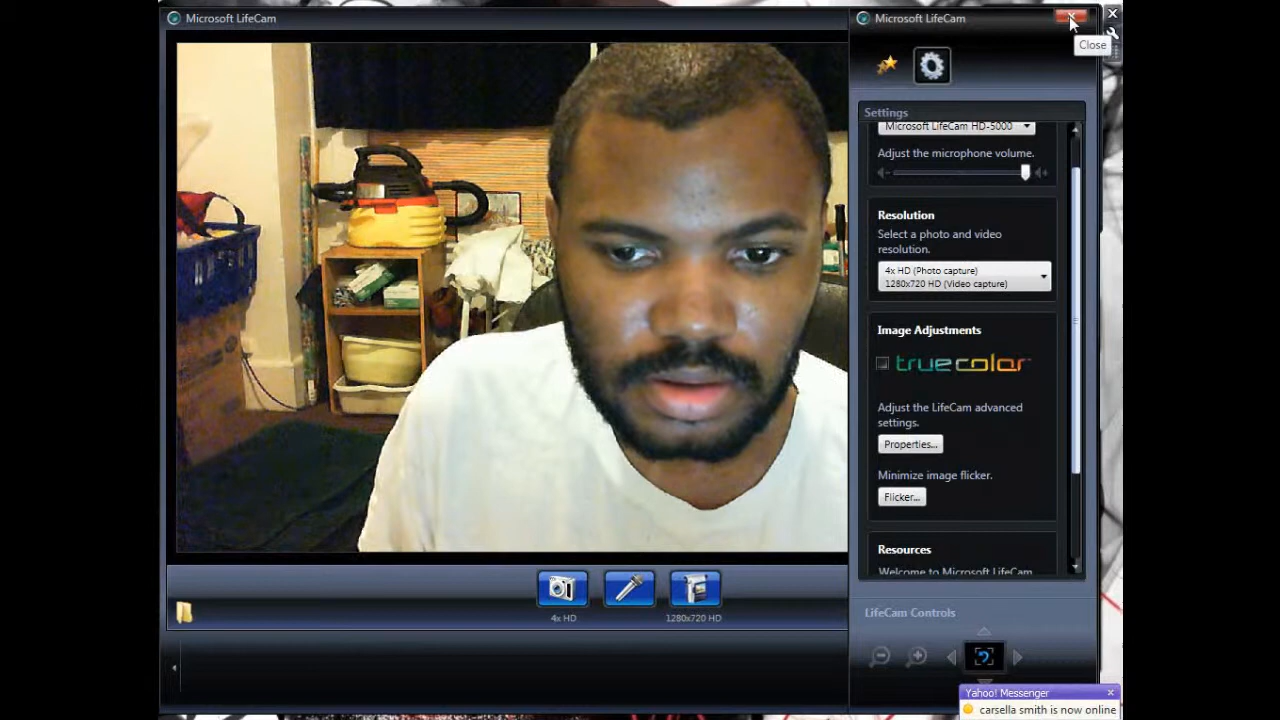 Microsoft LifeCam
Microsoft LifeCam
Close
Settings
Microsoft LifeCam HD-5000
Adjust the microphone volume.
Resolution
Select a photo and video
resolution.
4x HD (Photo capture)
1280x720 HD (Video capture)
Image Adjustments
truecolor
Adjust the LifeCam advanced
settings.
Properties...
Minimize image flicker.
Flicker...
Resources
Welcome to Microsoft LifeCam
4x HD
1280x720 HD
LifeCam Controls
Yahoo! Messenger
carsella smith is now online